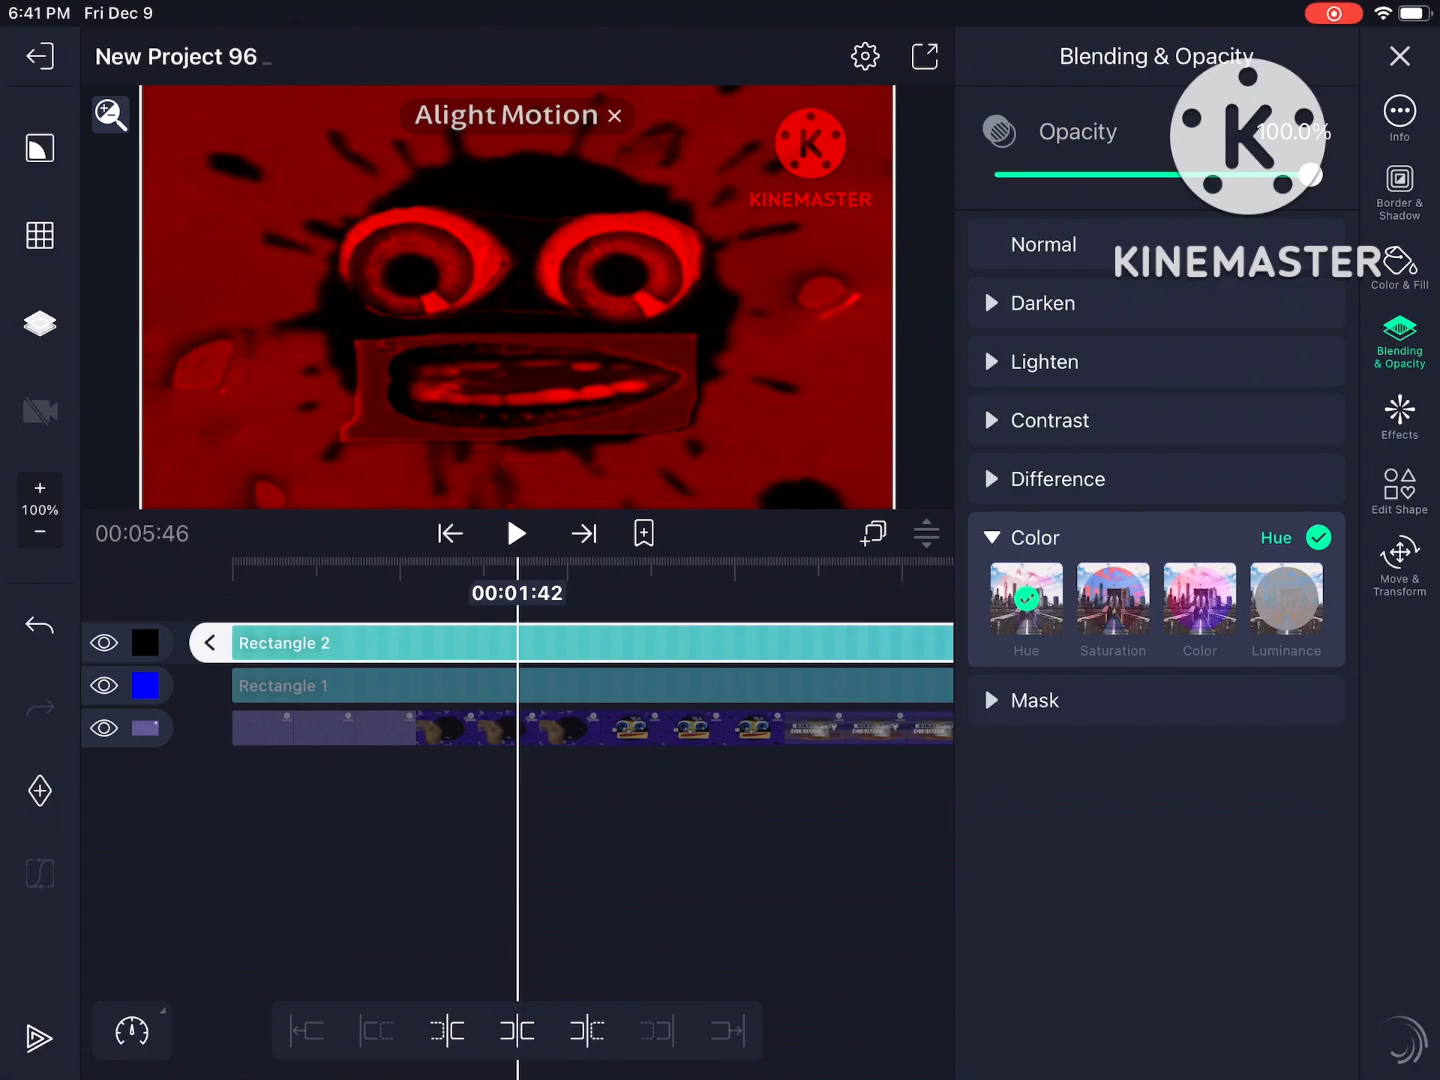 6:41 PM Fri Dec 9
New Project 96
Blending & Opacity
Alight Motion ×
K
KINEMASTER
Opacity
100.0%
K
KINEMASTER
Normal
Darken
Lighten
Contrast
Difference
Color
Hue
Hue
Saturation
Color
Luminance
Mask
Info
Border &
Shadow
Color & Fill
Blending
& Opacity
Effects
Edit Shape
Move &
Transform
+
100%
−
00:05:46
00:01:42
Rectangle 2
Rectangle 1